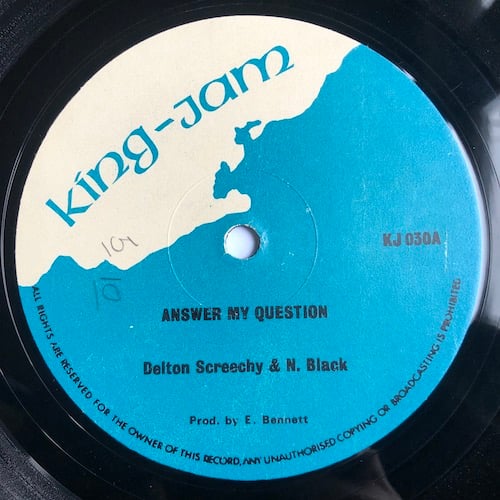 king-Jam
KJ 030A
ANSWER MY QUESTION
Delton Screechy & N. Black
Prod. by E. Bennett
ALL RIGHTS ARE RESERVED FOR THE OWNER OF THIS RECORD, ANY UNAUTHORISED COPYING OR BROADCASTING IS PROHIBITED